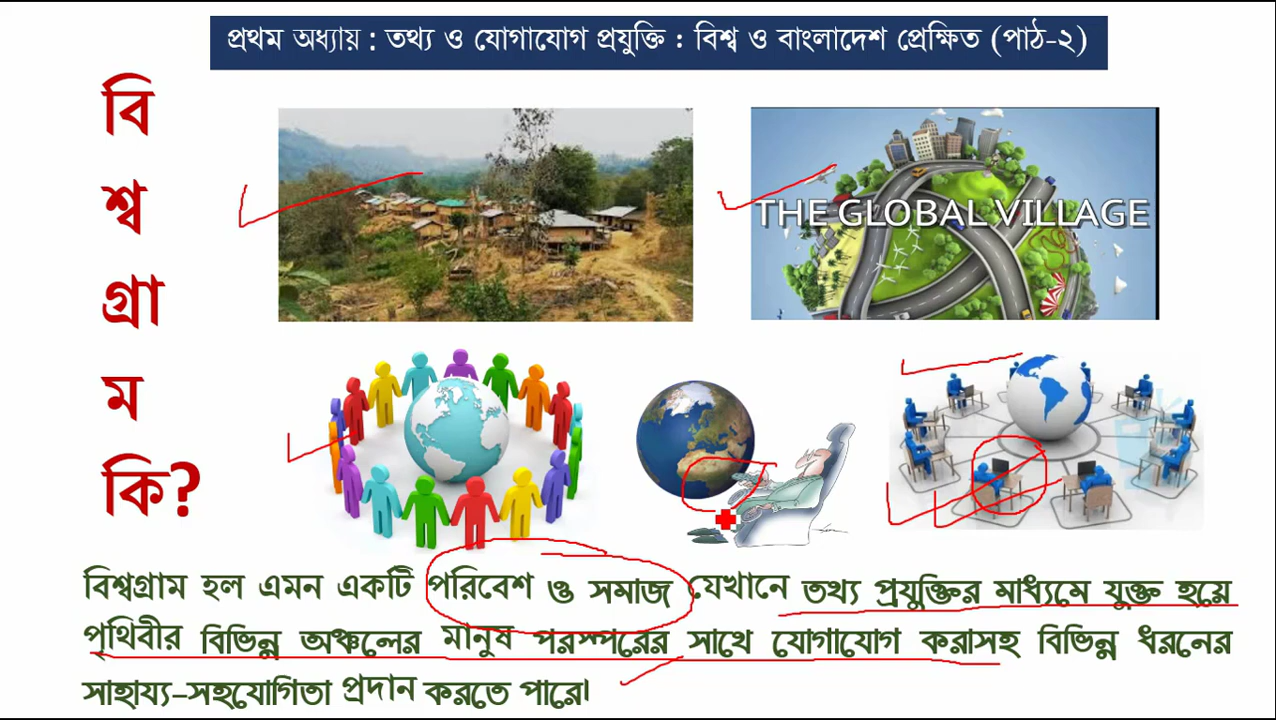 প্রথম অধ্যায় : তথ্য ও যোগাযোগ প্রযুক্তি : বিশ্ব ও বাংলাদেশ প্রেক্ষিত (পাঠ-২)
বি
শ্ব
গ্রা
ম
কি?
THE GLOBAL VILLAGE
বিশ্বগ্রাম হল এমন একটি পরিবেশ ও সমাজ যেখানে তথ্য প্রযুক্তির মাধ্যমে যুক্ত হয়ে
পৃথিবীর বিভিন্ন অঞ্চলের মানুষ পরস্পরের সাথে যোগাযোগ করাসহ বিভিন্ন ধরনের
সাহায্য-সহযোগিতা প্রদান করতে পারে।